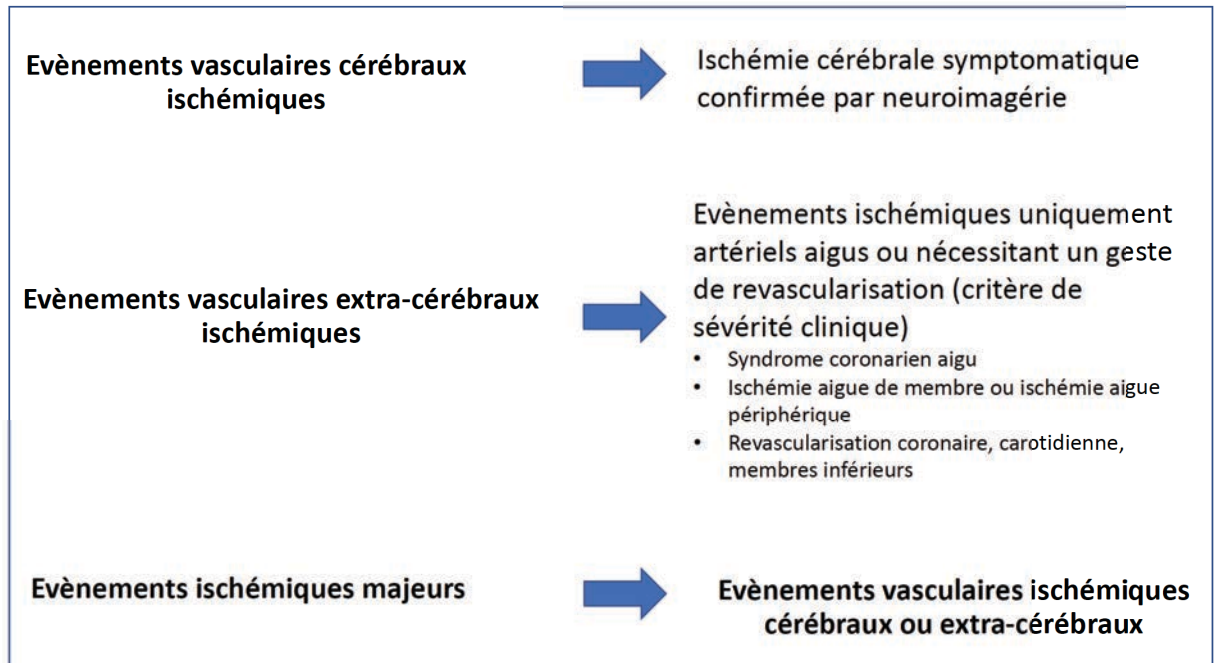 Evènements vasculaires cérébraux
ischémiques
Ischémie cérébrale symptomatique
confirmée par neuroimagérie
Evènements vasculaires extra-cérébraux
ischémiques
Evènements ischémiques uniquement
artériels aigus ou nécessitant un geste
de revascularisation (critère de
sévérité clinique)
• Syndrome coronarien aigu
• Ischémie aigue de membre ou ischémie aigue
périphérique
• Revascularisation coronaire, carotidienne,
membres inférieurs
Evènements ischémiques majeurs
Evènements vasculaires ischémiques
cérébraux ou extra-cérébraux